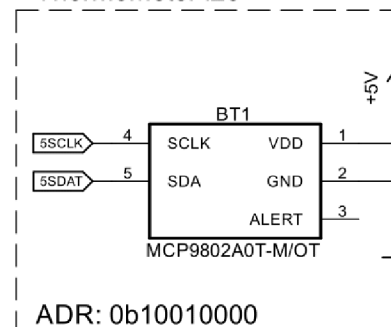 +5V
BT1
5SCLK 4 SCLK VDD 1
5SDAT 5 SDA GND 2
ALERT 3
MCP9802A0T-M/OT
ADR: 0b10010000